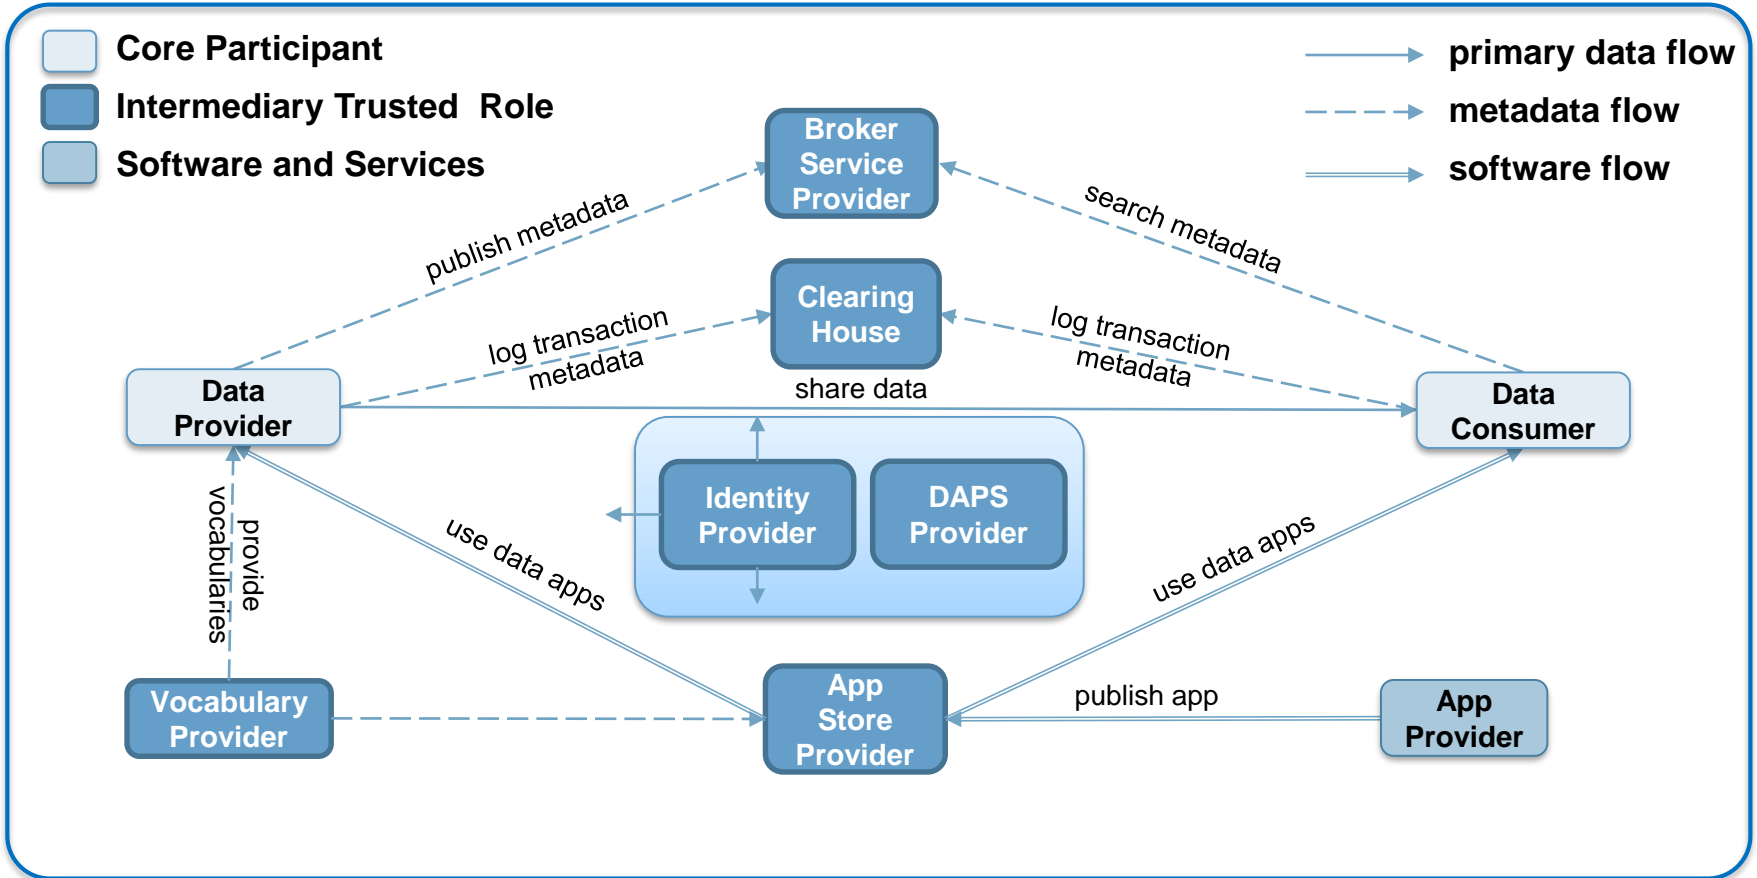 Core Participant
Intermediary Trusted Role
Software and Services
primary data flow
metadata flow
software flow
Broker
Service
Provider
publish metadata
search metadata
Clearing
House
log transaction
metadata
log transaction
metadata
share data
Data
Provider
Data
Consumer
Identity
Provider
DAPS
Provider
provide
vocabularies
use data apps
use data apps
Vocabulary
Provider
App
Store
Provider
publish app
App
Provider